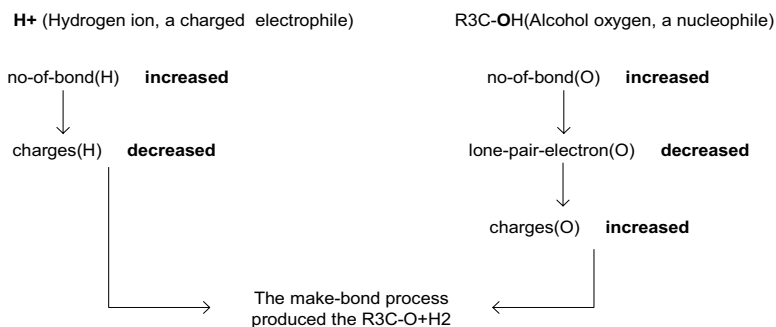 H+ (Hydrogen ion, a charged electrophile)
R3C-OH(Alcohol oxygen, a nucleophile)
no-of-bond(H) increased
no-of-bond(O) increased
charges(H) decreased
lone-pair-electron(O) decreased
charges(O) increased
The make-bond process
produced the R3C-O+H2